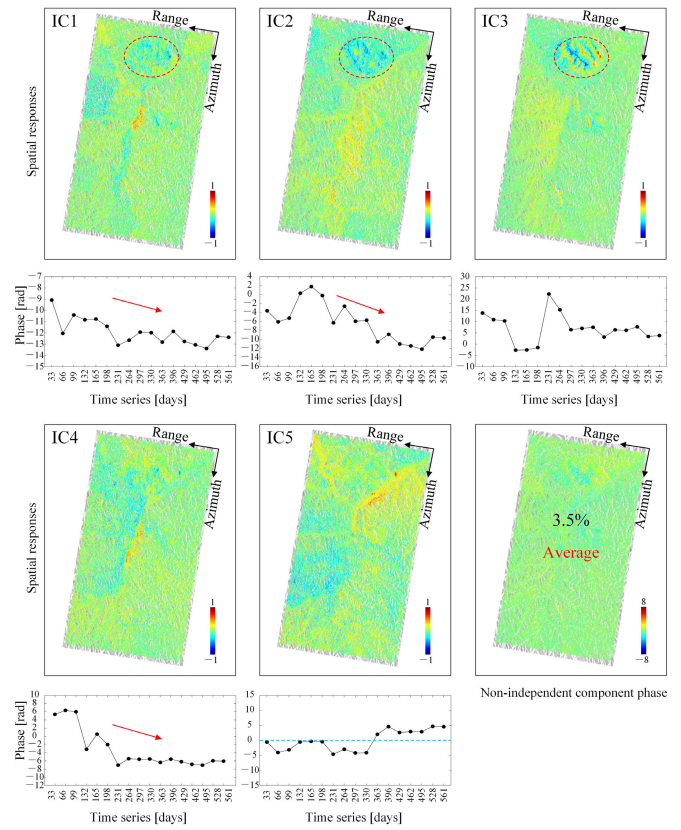 IC1
Range
Azimuth
1
−1
IC2
Range
Azimuth
1
−1
IC3
Range
Azimuth
1
−1
Spatial responses
Phase [rad]
−7
−8
−9
−10
−11
−12
−13
−14
−15
33 66 99 132 165 198 231 264 297 330 363 396 429 462 495 528 561
Time series [days]
4
2
0
−2
−4
−6
−8
−10
−12
−14
−16
33 66 99 132 165 198 231 264 297 330 363 396 429 462 495 528 561
Time series [days]
30
25
20
15
10
5
0
−5
−10
33 66 99 132 165 198 231 264 297 330 363 396 429 462 495 528 561
Time series [days]
IC4
Range
Azimuth
1
−1
IC5
Range
Azimuth
1
−1
Range
Azimuth
3.5%
Average
8
−8
Spatial responses
Non-independent component phase
Phase [rad]
10
8
6
4
2
0
−2
−4
−6
−8
−10
−12
33 66 99 132 165 198 231 264 297 330 363 396 429 462 495 528 561
Time series [days]
15
10
5
0
−5
−10
−15
33 66 99 132 165 198 231 264 297 330 363 396 429 462 495 528 561
Time series [days]